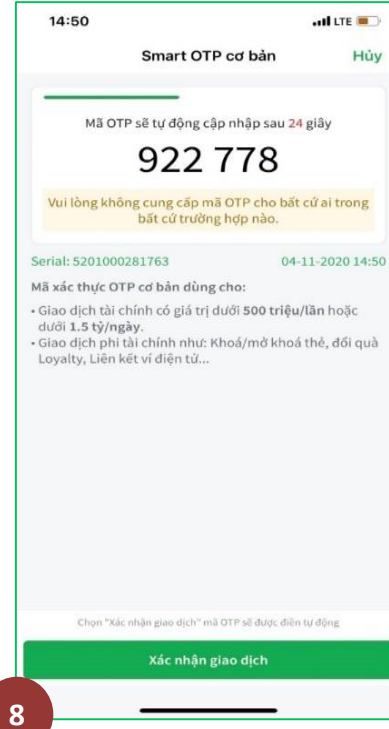 14:50 LTE
Smart OTP cơ bản Hủy
Mã OTP sẽ tự động cập nhập sau 24 giây
922 778
Vui lòng không cung cấp mã OTP cho bất cứ ai trong
bất cứ trường hợp nào.
Serial: 5201000281763 04-11-2020 14:50
Mã xác thực OTP cơ bản dùng cho:
• Giao dịch tài chính có giá trị dưới 500 triệu/lần hoặc
dưới 1.5 tỷ/ngày.
• Giao dịch phi tài chính như: Khoá/mở khoá thẻ, đổi quà
Loyalty, Liên kết ví điện tử...
Chọn "Xác nhận giao dịch" mã OTP sẽ được điền tự động
Xác nhận giao dịch
8